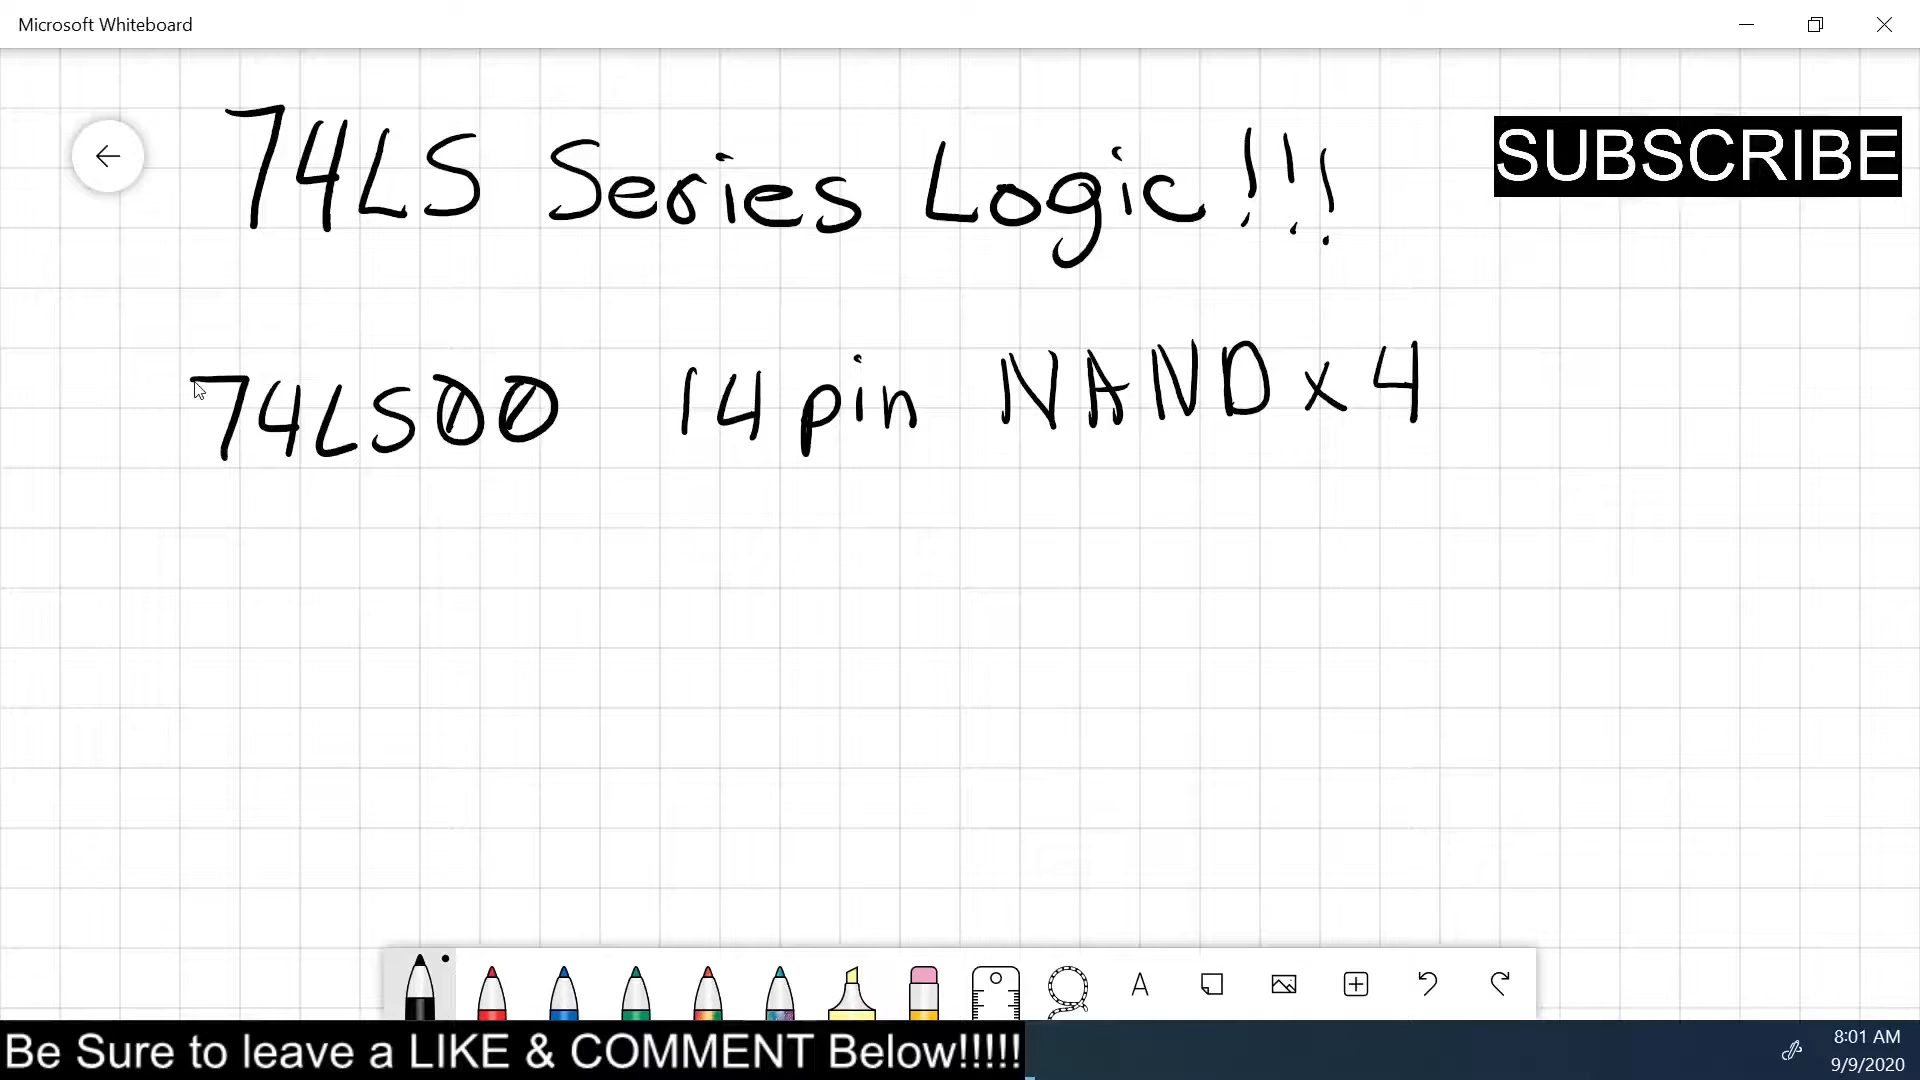 Microsoft Whiteboard
74LS Series Logic!!!
SUBSCRIBE
74LS00 14 pin NAND x 4
A
Be Sure to leave a LIKE & COMMENT Below!!!!!
8:01 AM
9/9/2020